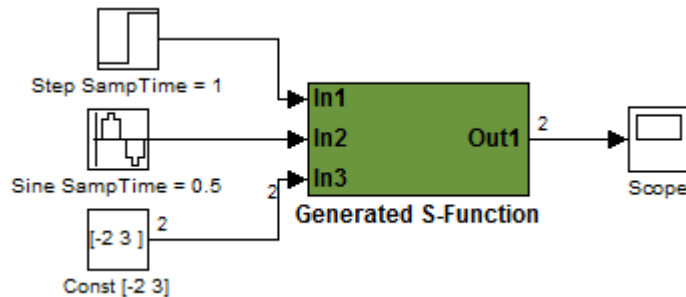 Step SampTime = 1
Sine SampTime = 0.5
[-2 3 ]
2
Const [-2 3]
2
In1
In2
In3
Out1
Generated S-Function
2
Scope